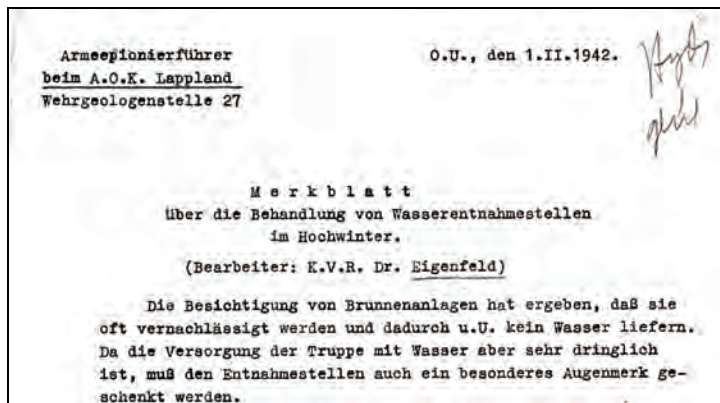 Armeepionierführer
beim A.O.K. Lappland
Wehrgeologenstelle 27
O.U., den 1.II.1942.
Merkblatt
über die Behandlung von Wasserentnahmestellen
im Hochwinter.
(Bearbeiter: K.V.R. Dr. Eigenfeld)
Die Besichtigung von Brunnenanlagen hat ergeben, daß sie
oft vernachlässigt werden und dadurch u.U. kein Wasser liefern.
Da die Versorgung der Truppe mit Wasser aber sehr dringlich
ist, muß den Entnahmestellen auch ein besonderes Augenmerk ge-
schenkt werden.